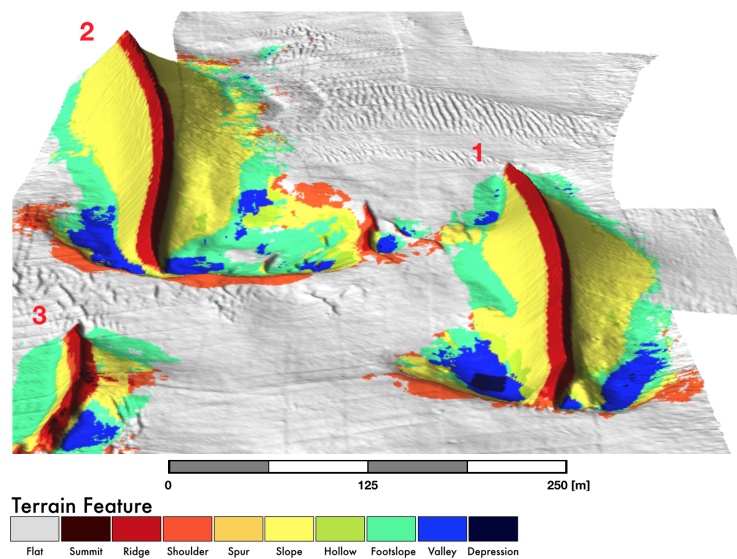 2
1
3
0 125 250 [m]
Terrain Feature
Flat Summit Ridge Shoulder Spur Slope Hollow Footslope Valley Depression